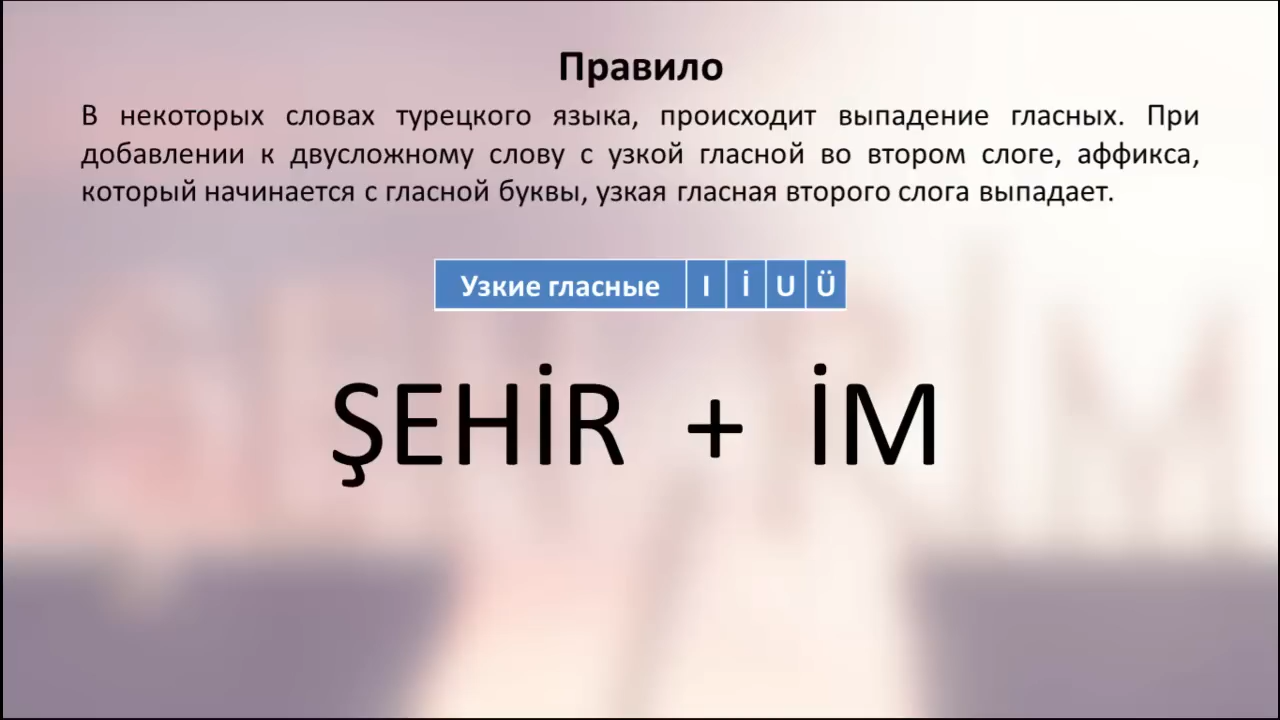 Правило
В некоторых словах турецкого языка, происходит выпадение гласных. При
добавлении к двусложному слову с узкой гласной во втором слоге, аффикса,
который начинается с гласной буквы, узкая гласная второго слога выпадает.
Узкие гласные I İ U Ü
ŞEHİR + İM